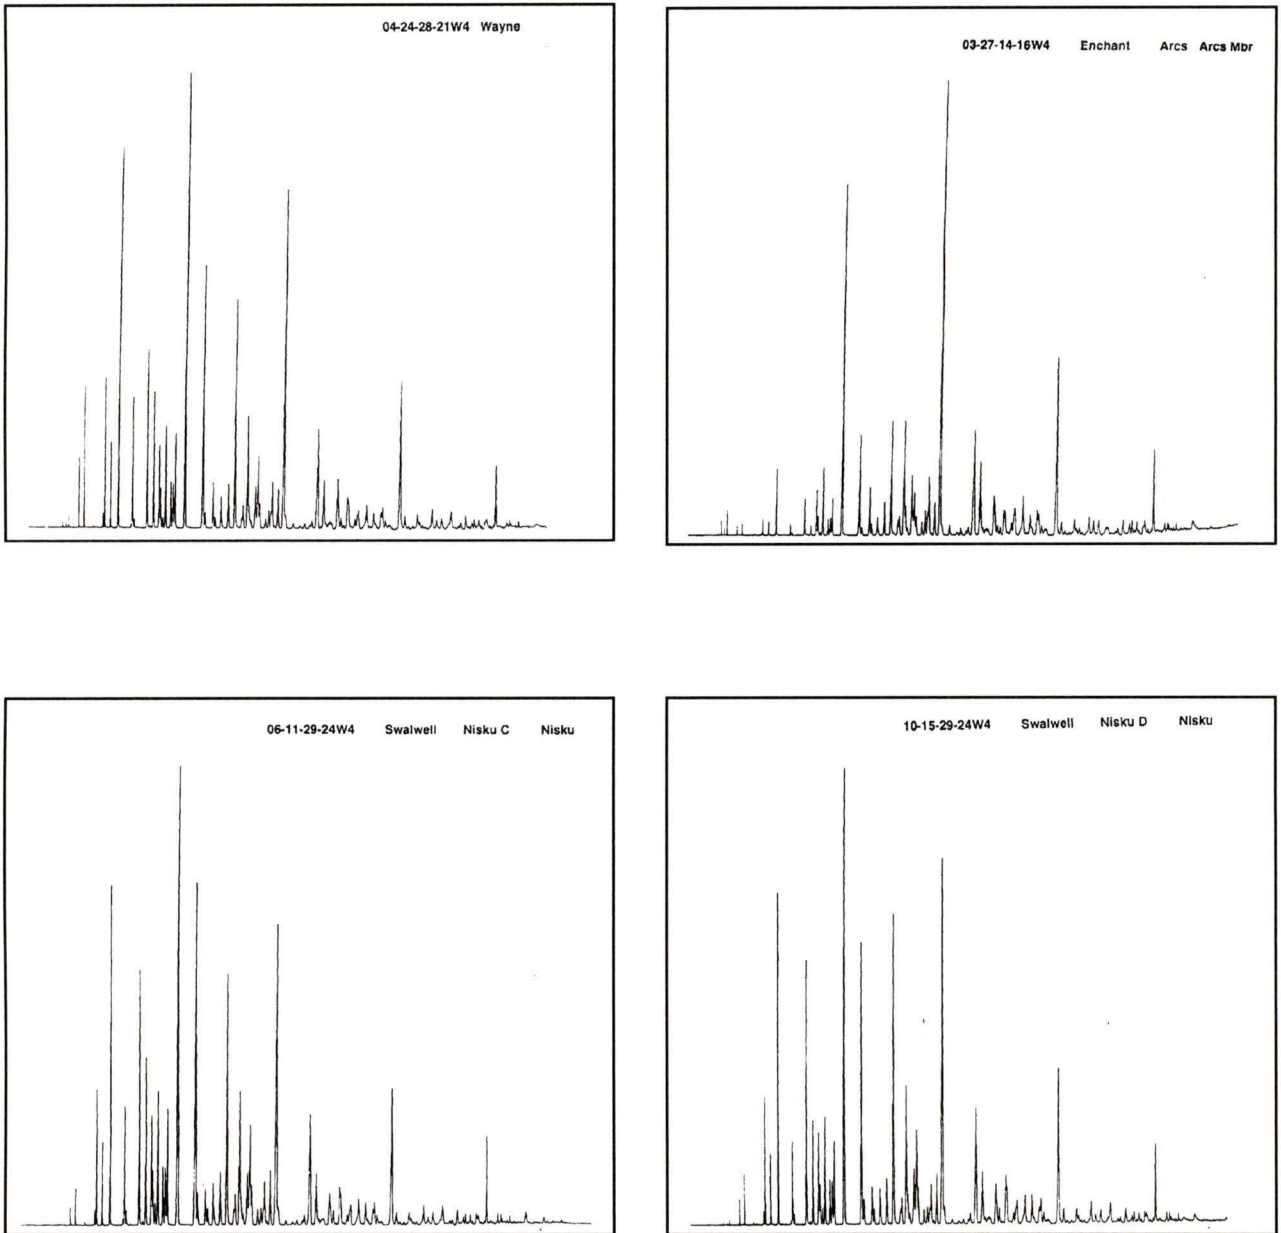 04-24-28-21W4 Wayne
03-27-14-16W4 Enchant Arcs Arcs Mbr
06-11-29-24W4 Swalwell Nisku C Nisku
10-15-29-24W4 Swalwell Nisku D Nisku